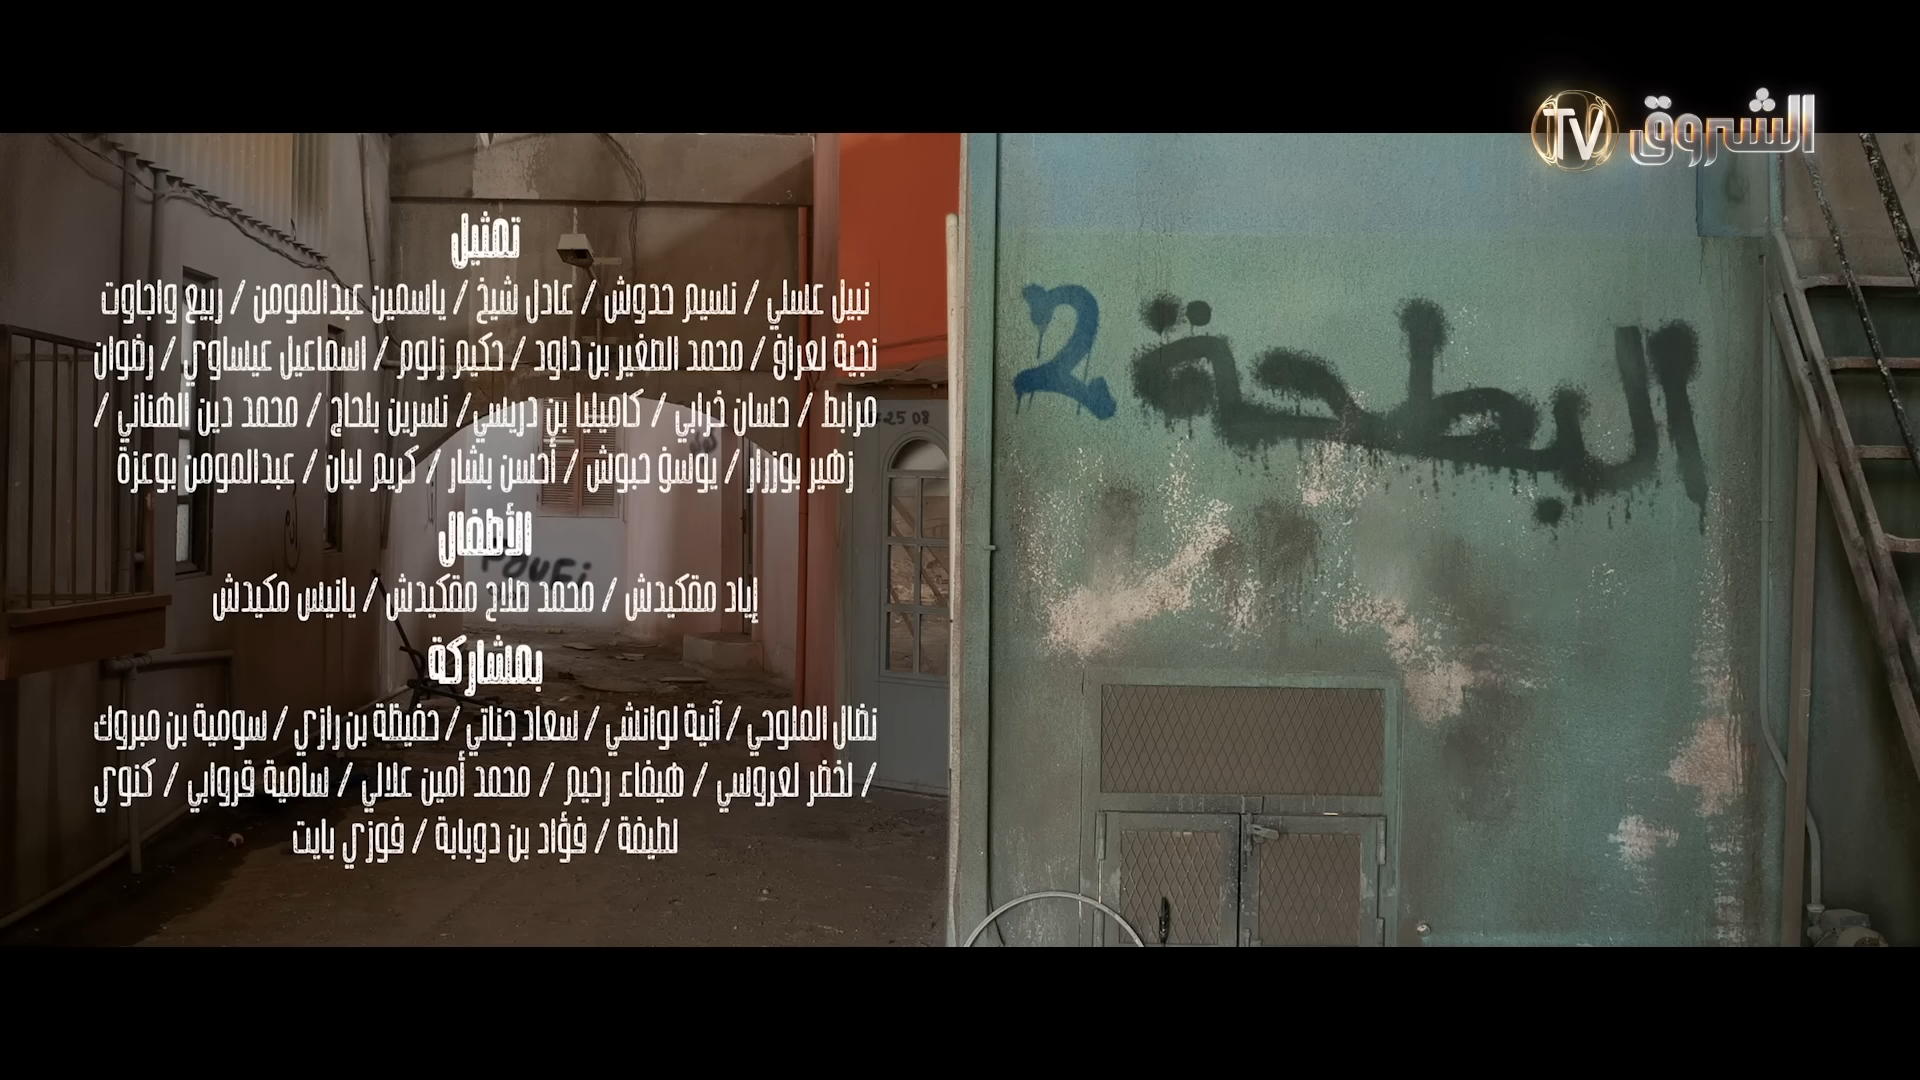 الشروق TV
تمثيل
نبيل عسلي / نسيم حدوش / عادل شيخ / ياسمين عبدالمومن / ربيع واجاوت
نجية لعراف / محمد الصغير بن داود / حكيم زلوم / اسماعيل عيساوي / رضوان
مرابط / حسان خرابي / كاميليا بن دريسي / نسرين بلحاج / محمد دين الهناني /
زهير بوزرار / يوسف حبوش / أحسن بشار / كريم لبان / عبدالمومن بوعزة
الأطفال
إياد مقكيدش / محمد صلاح مقكيدش / يانيس مكيدش
بمشاركة
نضال الملوحي / آنية لوانشي / سعاد جناتي / حفيظة بن رازي / سومية بن مبروك
/ لخضر لعروسي / هيفاء رحيم / محمد أمين علالي / سامية قروابي / كنوي
لطيفة / فؤاد بن دوبابة / فوزي بايت
البطحة 2
25 08